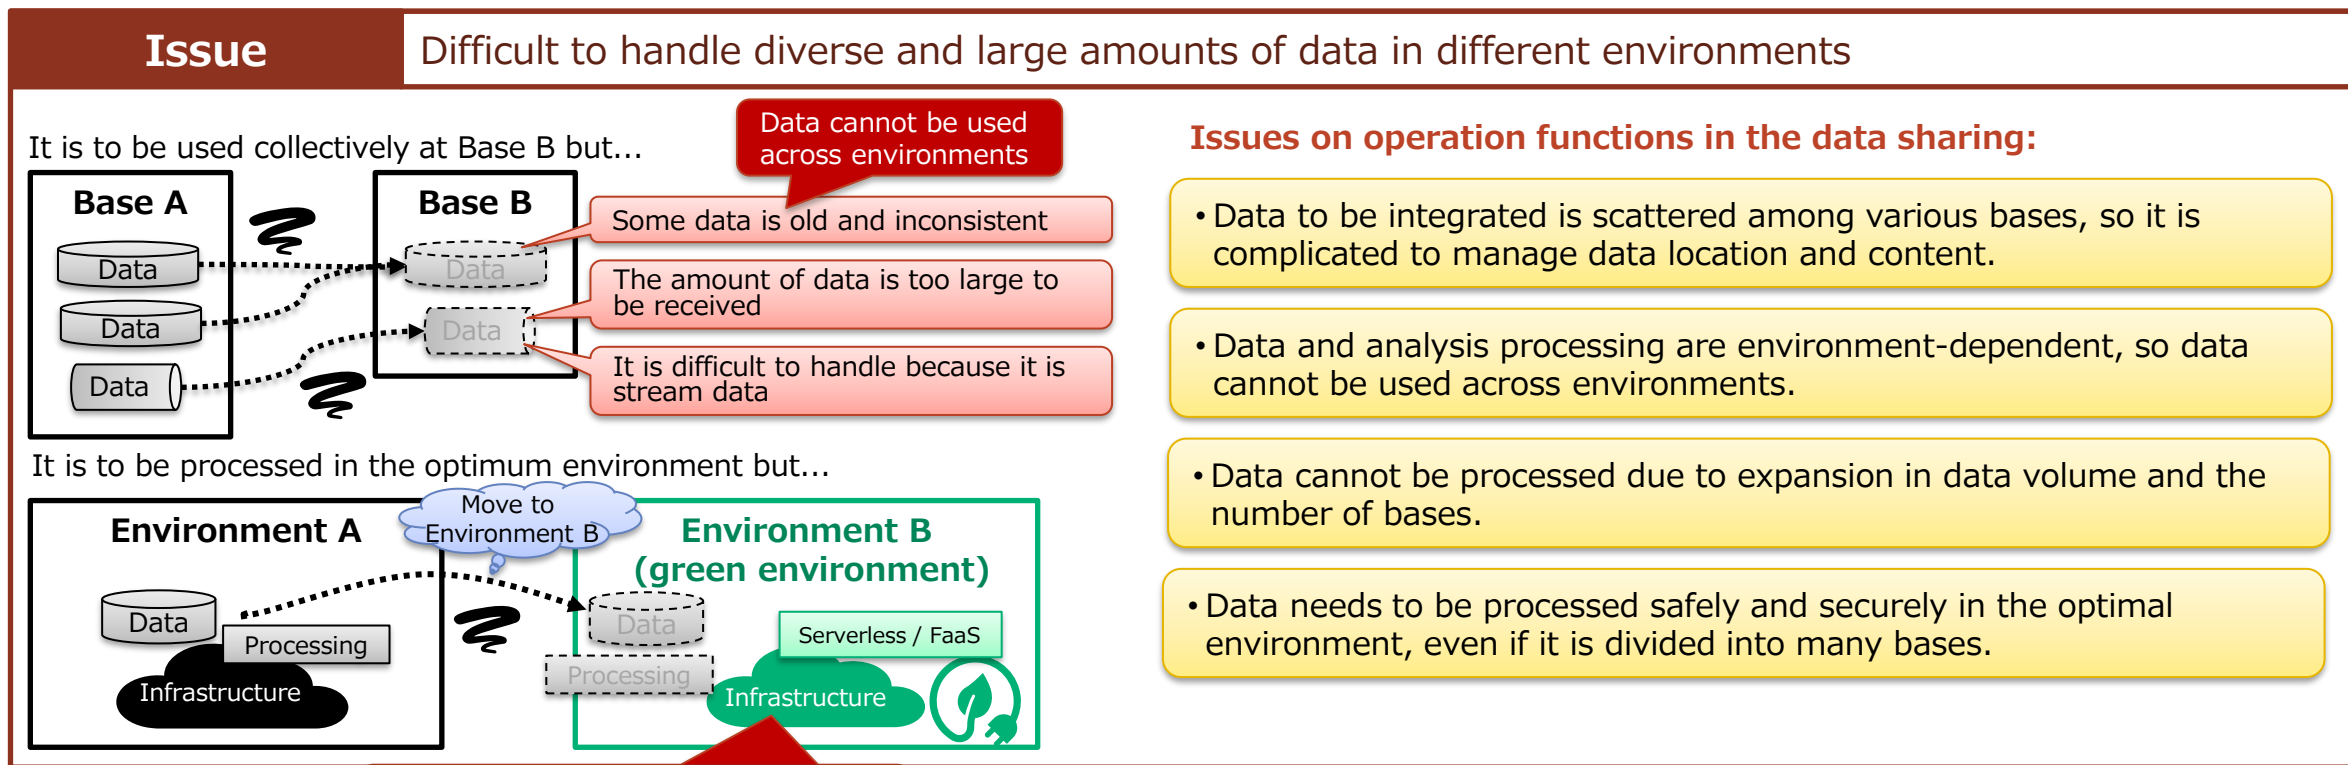 Issue
Difficult to handle diverse and large amounts of data in different environments
It is to be used collectively at Base B but...
Data cannot be used
across environments
Base A
Data
Data
Data
Base B
Data
Data
Some data is old and inconsistent
The amount of data is too large to
be received
It is difficult to handle because it is
stream data
It is to be processed in the optimum environment but...
Environment A
Data
Processing
Infrastructure
Move to
Environment B
Environment B
(green environment)
Data
Processing
Serverless / FaaS
Infrastructure
Issues on operation functions in the data sharing:
• Data to be integrated is scattered among various bases, so it is
complicated to manage data location and content.
• Data and analysis processing are environment-dependent, so data
cannot be used across environments.
• Data cannot be processed due to expansion in data volume and the
number of bases.
• Data needs to be processed safely and securely in the optimal
environment, even if it is divided into many bases.